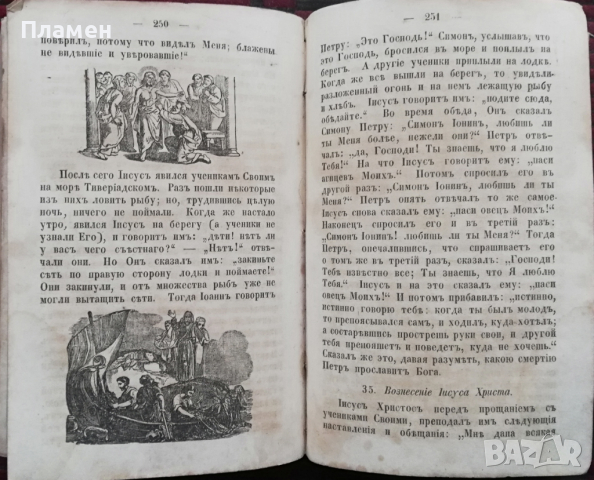 Пламен
— 250 —
повѣрилъ, потому что видѣлъ Меня; блажены
не видѣвшіе и увѣровавшіе!“
Послѣ сего Іисусъ явился ученикамъ Своимъ
на морѣ Тиверіадскомъ. Разъ пошли нѣкоторые
изъ нихъ ловить рыбу; но, трудившись цѣлую
ночь, ничего не поймали. Когда же настало
утро, явился Іисусъ на берегу (а ученики не
узнали Его), и говоритъ имъ: „дѣти! нѣтъ ли
у васъ чего съѣстнаго?“ — „Нѣтъ!“ отвѣ-
чали они. Но Онъ сказалъ имъ: „закиньте
сѣть по правую сторону лодки и поймаете!“
Они закинули, и отъ множества рыбъ уже не
могли вытащить сѣти. Тогда Іоаннъ говоритъ
— 251 —
Петру: „Это Господь!“ Симонъ, услышавъ, что
это Господь, бросился въ море и поплылъ на
берегъ. А другіе ученики приплыли на лодкѣ.
Когда же всѣ вышли на берегъ, то увидѣли
разложенный огонь и на немъ лежащую рыбу
и хлѣбъ. Іисусъ говоритъ имъ: „подите сюда,
обѣдайте!“ Во время обѣда, Онъ сказалъ
Симону Петру: „Симонъ Іонинъ, любишь ли
ты Меня болѣе, нежели они?“ Петръ отвѣ-
чалъ: „да, Господи! Ты знаешь, что я люблю
Тебя!“ На что Іисусъ говоритъ ему: „паси
агнцевъ Моихъ“. Потомъ спросилъ его въ
другой разъ: „Симонъ Іонинъ, любишь ли ты
Меня?“ Петръ опять отвѣчалъ то же самое.
Іисусъ снова сказалъ ему: „паси овецъ Моихъ!“
Наконецъ спросилъ его и въ третій разъ:
„Симонъ Іонинъ! любишь ли ты Меня?“ Тогда
Петръ, опечалившись, что спрашиваетъ его о
томъ же въ третій разъ, сказалъ: „Господи!
Тебѣ извѣстно все; Ты знаешь, что Я люблю
Тебя.“ Іисусъ и на это сказалъ ему: „паси
овецъ Моихъ!“ И потомъ прибавилъ: „истинно,
истинно говорю тебѣ: когда ты былъ молодъ,
то препоясывался самъ, и ходилъ, куда хотѣлъ;
а состарѣвшись прострешь руки свои, и другой
тебя препояшетъ и поведетъ, куда не хочешь.“
Сказалъ же это, давая разумѣть, какою смертію
Петръ прославитъ Бога.
35. Вознесеніе Іисуса Христа.
Іисусъ Христосъ передъ прощаніемъ съ
учениками Своими, преподалъ имъ слѣдующія
наставленія и обѣщанія: „Мнѣ дана всякая
BAZAR